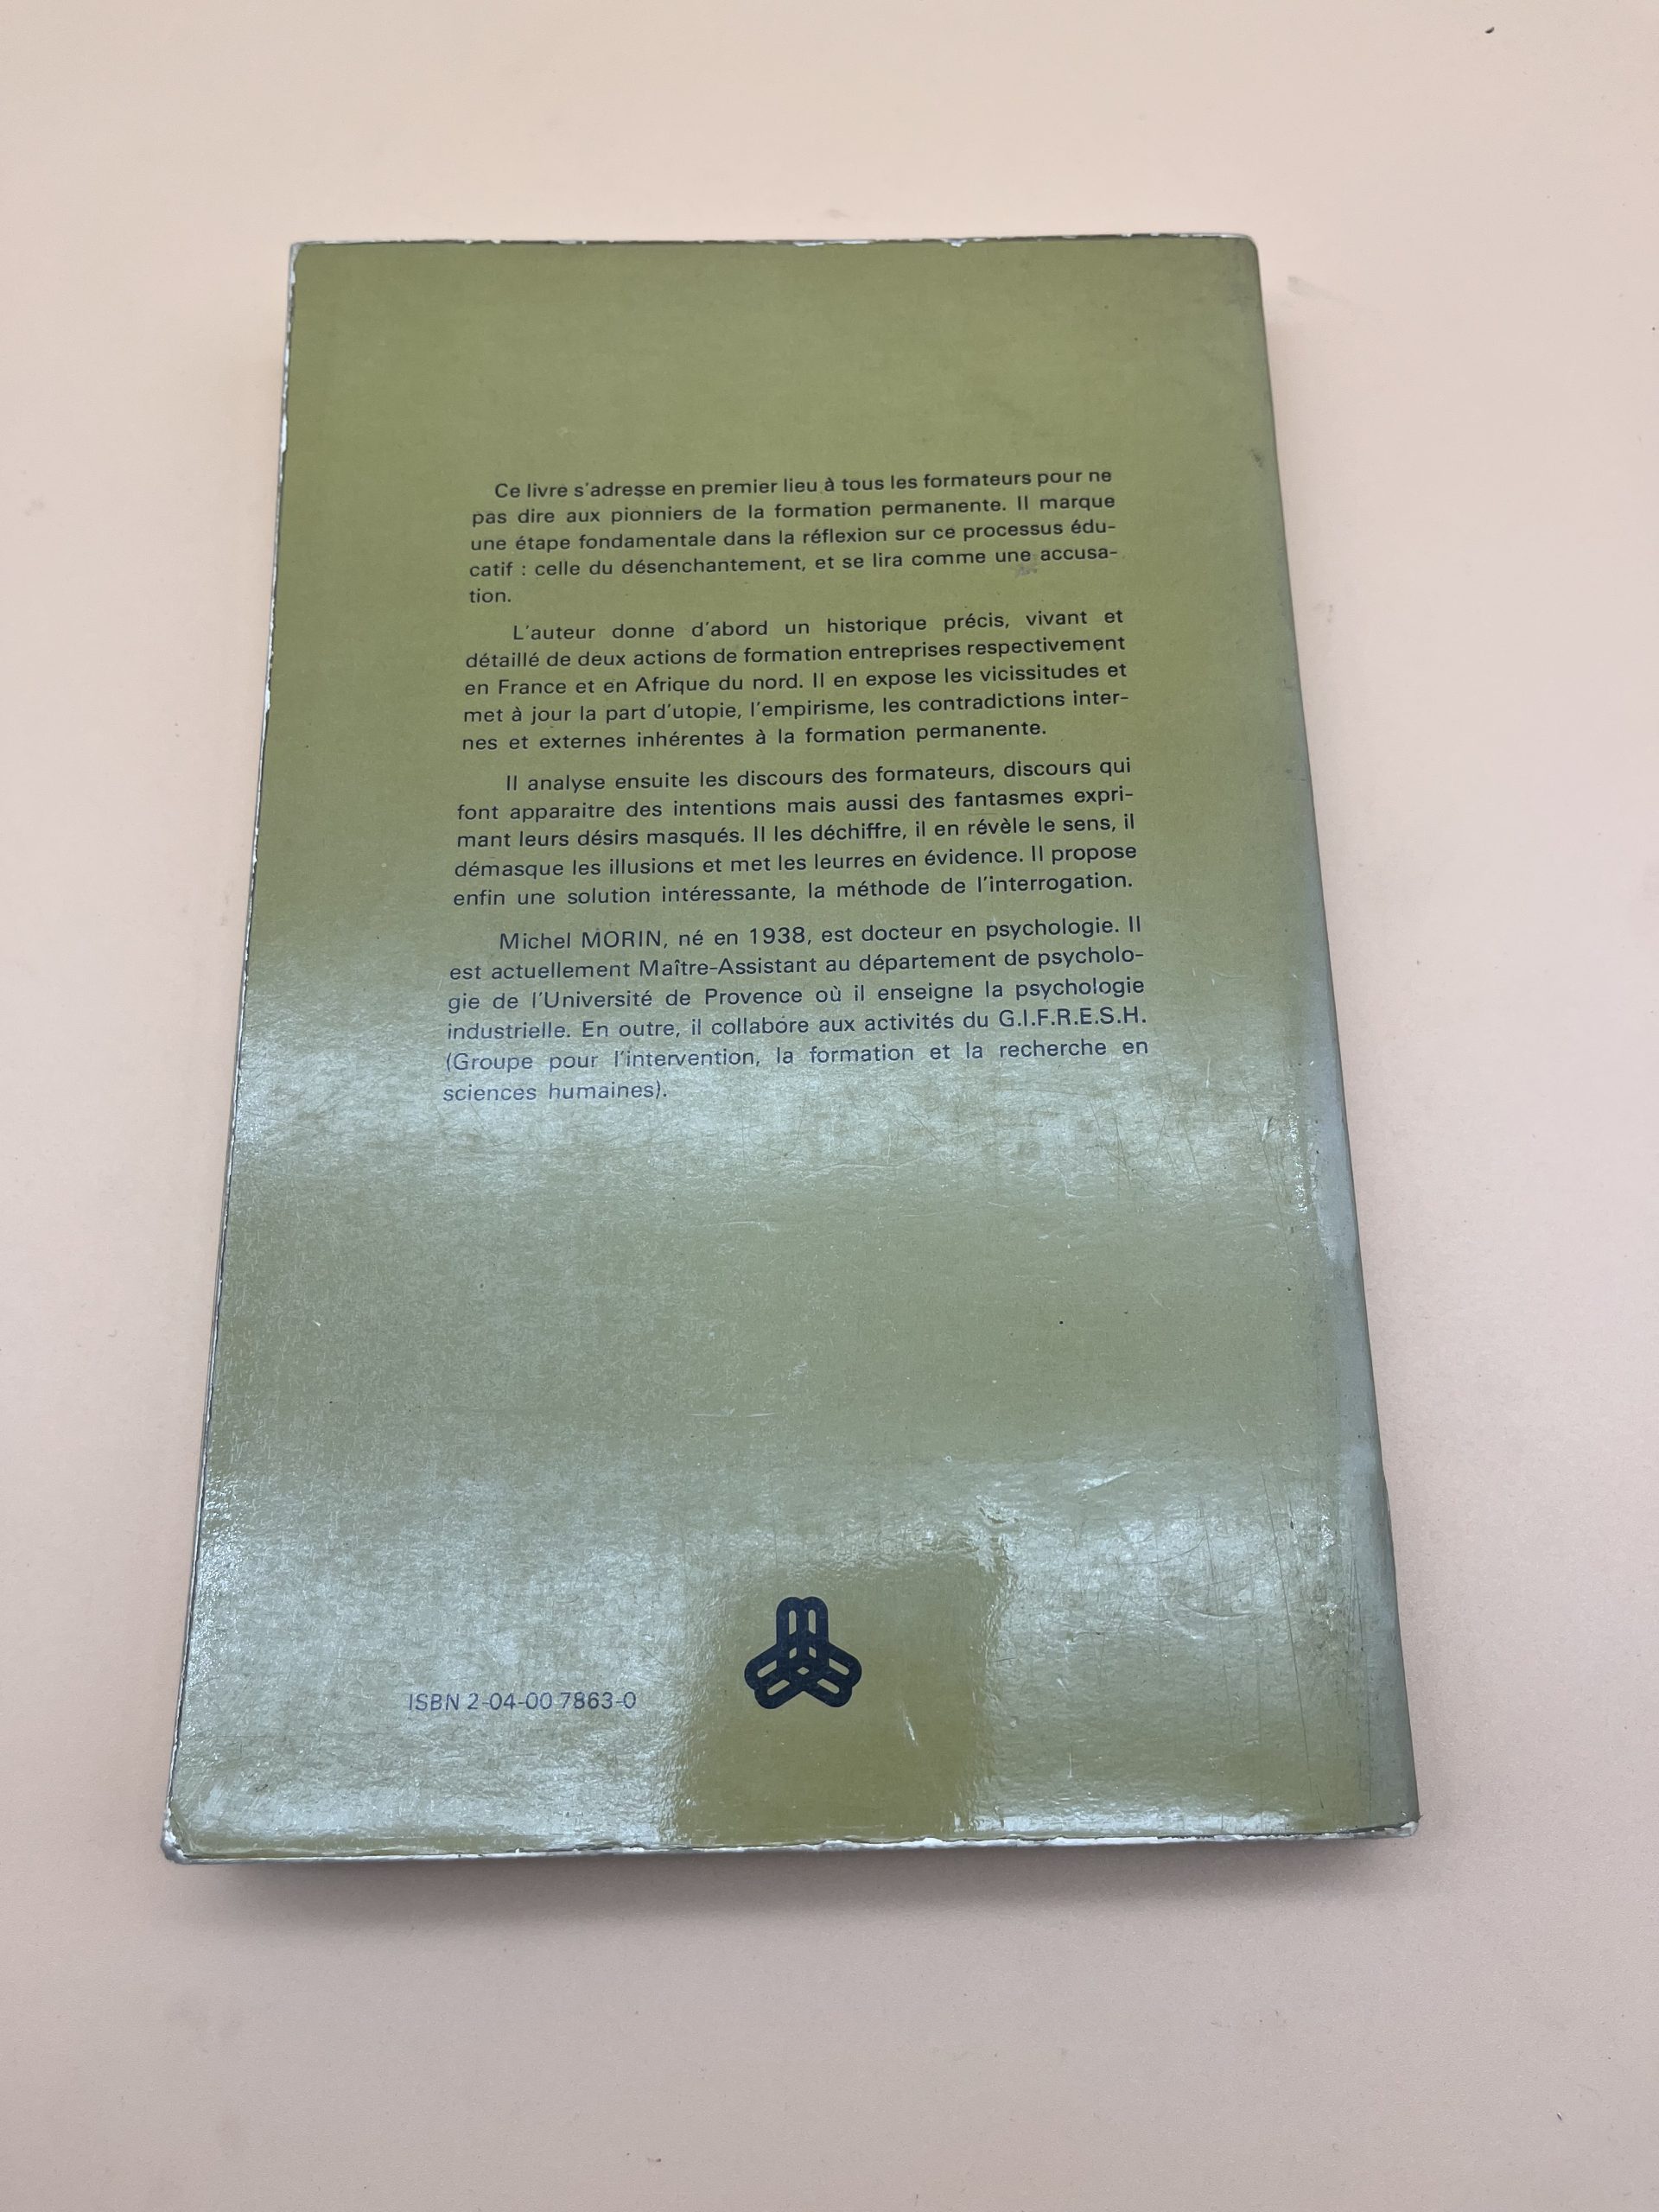 Ce livre s'adresse en premier lieu à tous les formateurs pour ne
pas dire aux pionniers de la formation permanente. Il marque
une étape fondamentale dans la réflexion sur ce processus édu-
catif : celle du désenchantement, et se lira comme une accusa-
tion.
L'auteur donne d'abord un historique précis, vivant et
détaillé de deux actions de formation entreprises respectivement
en France et en Afrique du nord. Il en expose les vicissitudes et
met à jour la part d'utopie, l'empirisme, les contradictions inter-
nes et externes inhérentes à la formation permanente.
Il analyse ensuite les discours des formateurs, discours qui
font apparaitre des intentions mais aussi des fantasmes expri-
mant leurs désirs masqués. Il les déchiffre, il en révèle le sens, il
démasque les illusions et met les leurres en évidence. Il propose
enfin une solution intéressante, la méthode de l'interrogation.
Michel MORIN, né en 1938, est docteur en psychologie. Il
est actuellement Maître-Assistant au département de psycholo-
gie de l'Université de Provence où il enseigne la psychologie
industrielle. En outre, il collabore aux activités du G.I.F.R.E.S.H.
(Groupe pour l'intervention, la formation et la recherche en
sciences humaines).
ISBN 2-04-00 7863-0